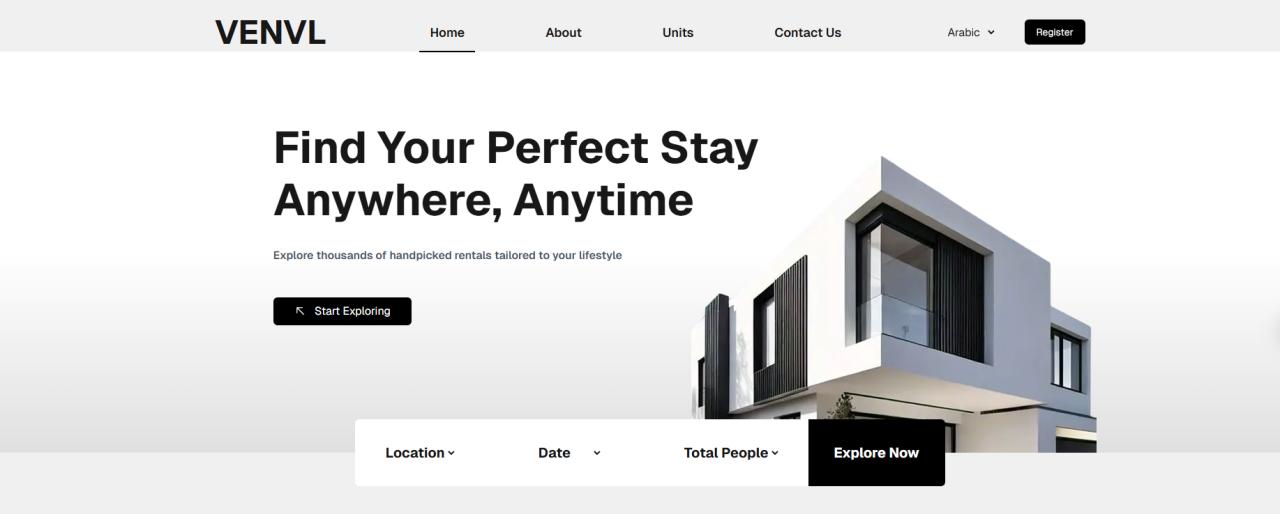 VENVL
Home
About
Units
Contact Us
Arabic
Register
Find Your Perfect Stay
Anywhere, Anytime
Explore thousands of handpicked rentals tailored to your lifestyle
Start Exploring
Location
Date
Total People
Explore Now